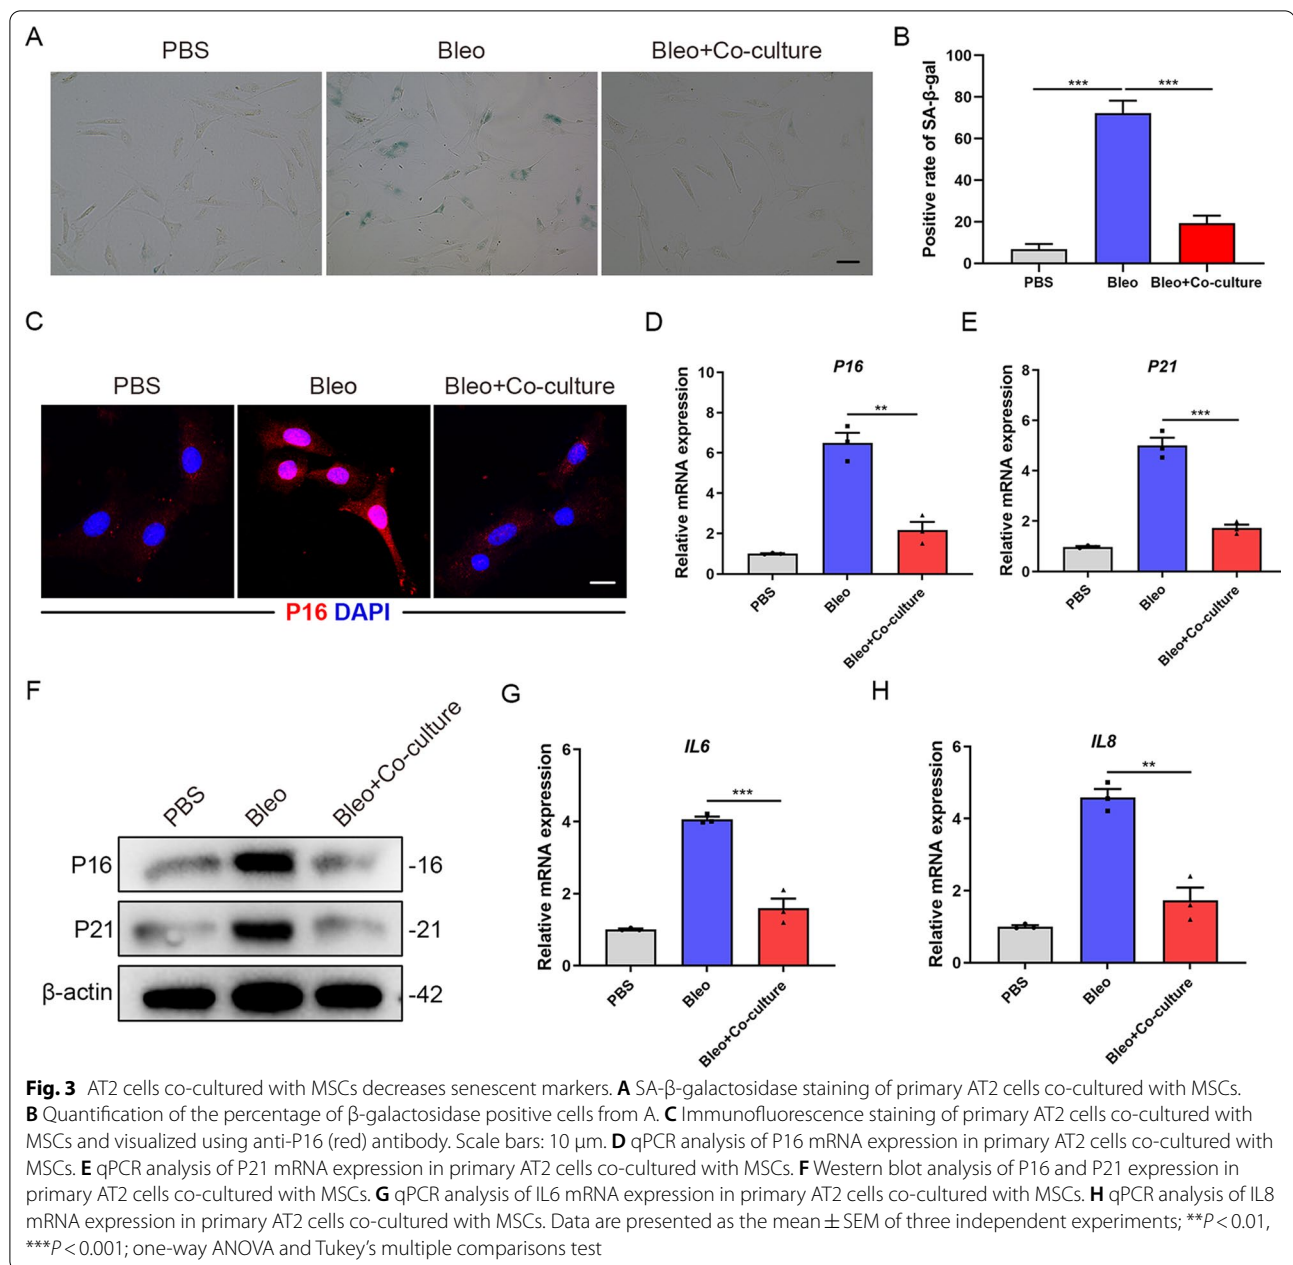 A
PBS
Bleo
Bleo+Co-culture
B
Positive rate of SA-β-gal
100
80
60
40
20
0
***
***
PBS
Bleo
Bleo+Co-culture
C
PBS
Bleo
Bleo+Co-culture
P16 DAPI
D
P16
Relative mRNA expression
10
8
6
4
2
0
**
PBS
Bleo
Bleo+Co-culture
E
P21
Relative mRNA expression
8
6
4
2
0
***
PBS
Bleo
Bleo+Co-culture
F
PBS
Bleo
Bleo+Co-culture
P16
-16
P21
-21
β-actin
-42
G
IL6
Relative mRNA expression
6
4
2
0
***
PBS
Bleo
Bleo+Co-culture
H
IL8
Relative mRNA expression
6
4
2
0
**
PBS
Bleo
Bleo+Co-culture
Fig. 3 AT2 cells co-cultured with MSCs decreases senescent markers. A SA-β-galactosidase staining of primary AT2 cells co-cultured with MSCs.
B Quantification of the percentage of β-galactosidase positive cells from A. C Immunofluorescence staining of primary AT2 cells co-cultured with
MSCs and visualized using anti-P16 (red) antibody. Scale bars: 10 μm. D qPCR analysis of P16 mRNA expression in primary AT2 cells co-cultured with
MSCs. E qPCR analysis of P21 mRNA expression in primary AT2 cells co-cultured with MSCs. F Western blot analysis of P16 and P21 expression in
primary AT2 cells co-cultured with MSCs. G qPCR analysis of IL6 mRNA expression in primary AT2 cells co-cultured with MSCs. H qPCR analysis of IL8
mRNA expression in primary AT2 cells co-cultured with MSCs. Data are presented as the mean ± SEM of three independent experiments; **P < 0.01,
***P < 0.001; one-way ANOVA and Tukey's multiple comparisons test